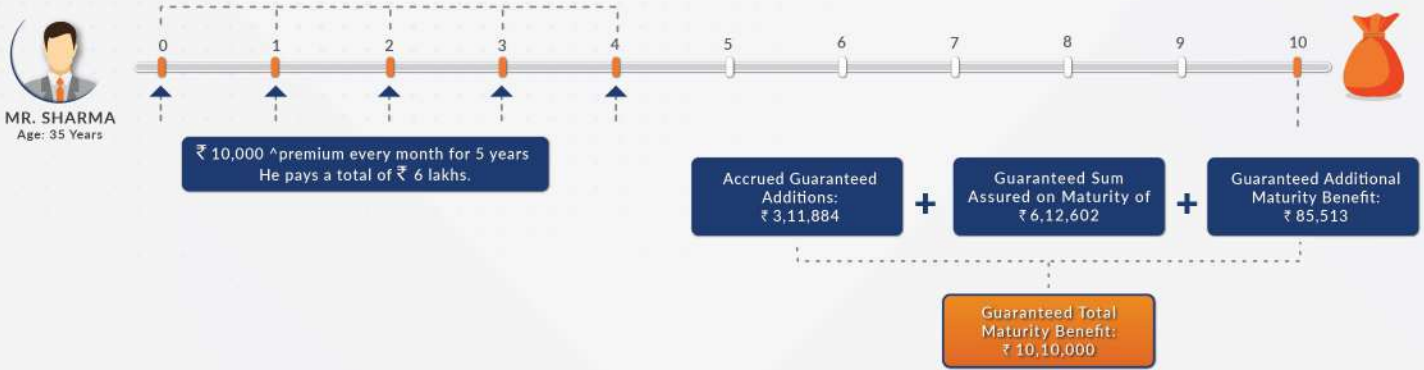 0 1 2 3 4 5 6 7 8 9 10
MR. SHARMA
Age: 35 Years
₹ 10,000 ^premium every month for 5 years
He pays a total of ₹ 6 lakhs.
Accrued Guaranteed
Additions:
₹ 3,11,884
+
Guaranteed Sum
Assured on Maturity of
₹ 6,12,602
+
Guaranteed Additional
Maturity Benefit:
₹ 85,513
Guaranteed Total
Maturity Benefit:
₹ 10,10,000